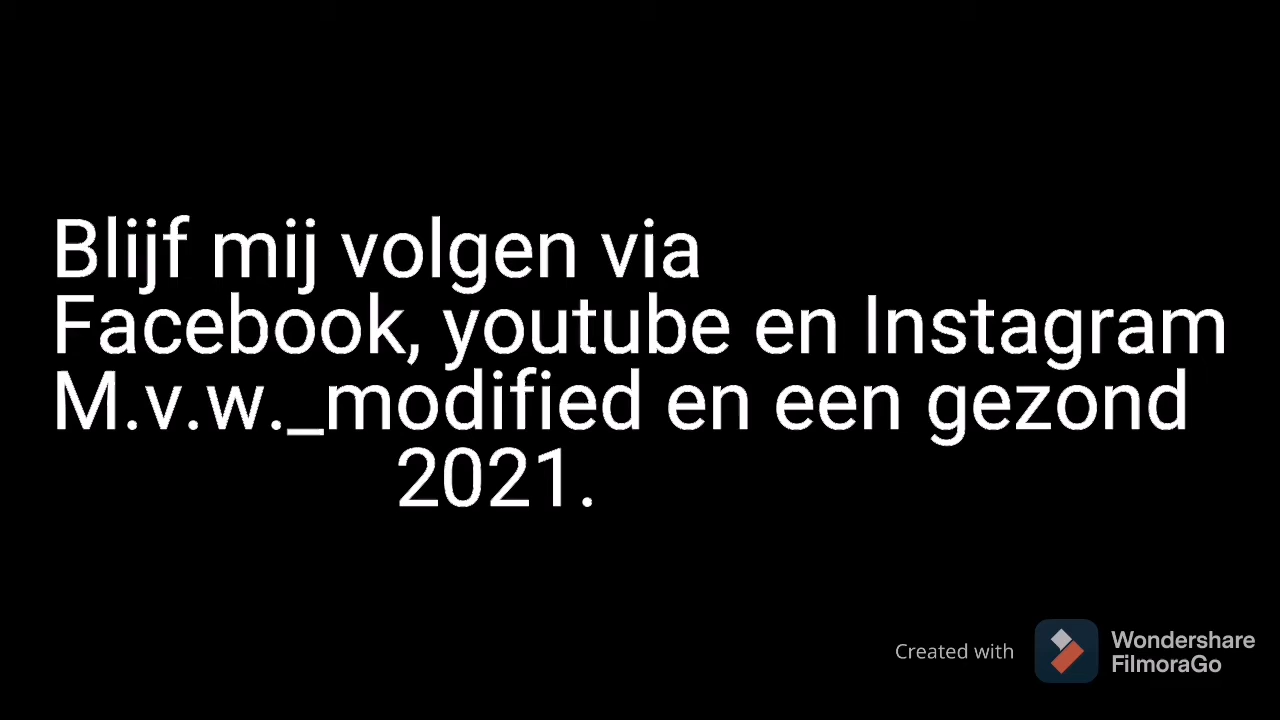 Blijf mij volgen via
Facebook, youtube en Instagram
M.v.w._modified en een gezond
2021.
Created with
Wondershare
FilmoraGo